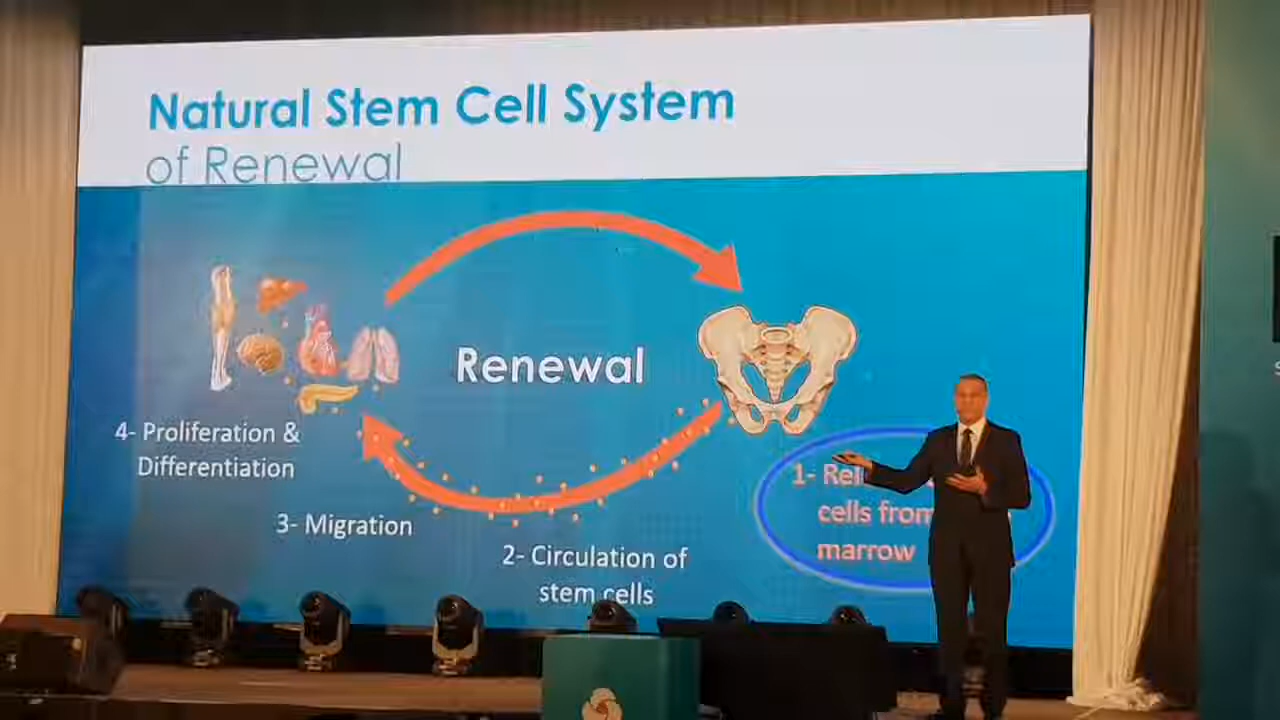 Natural Stem Cell System
of Renewal
Renewal
4- Proliferation &
Differentiation
3- Migration
2- Circulation of
stem cells
1-
cells from
marrow